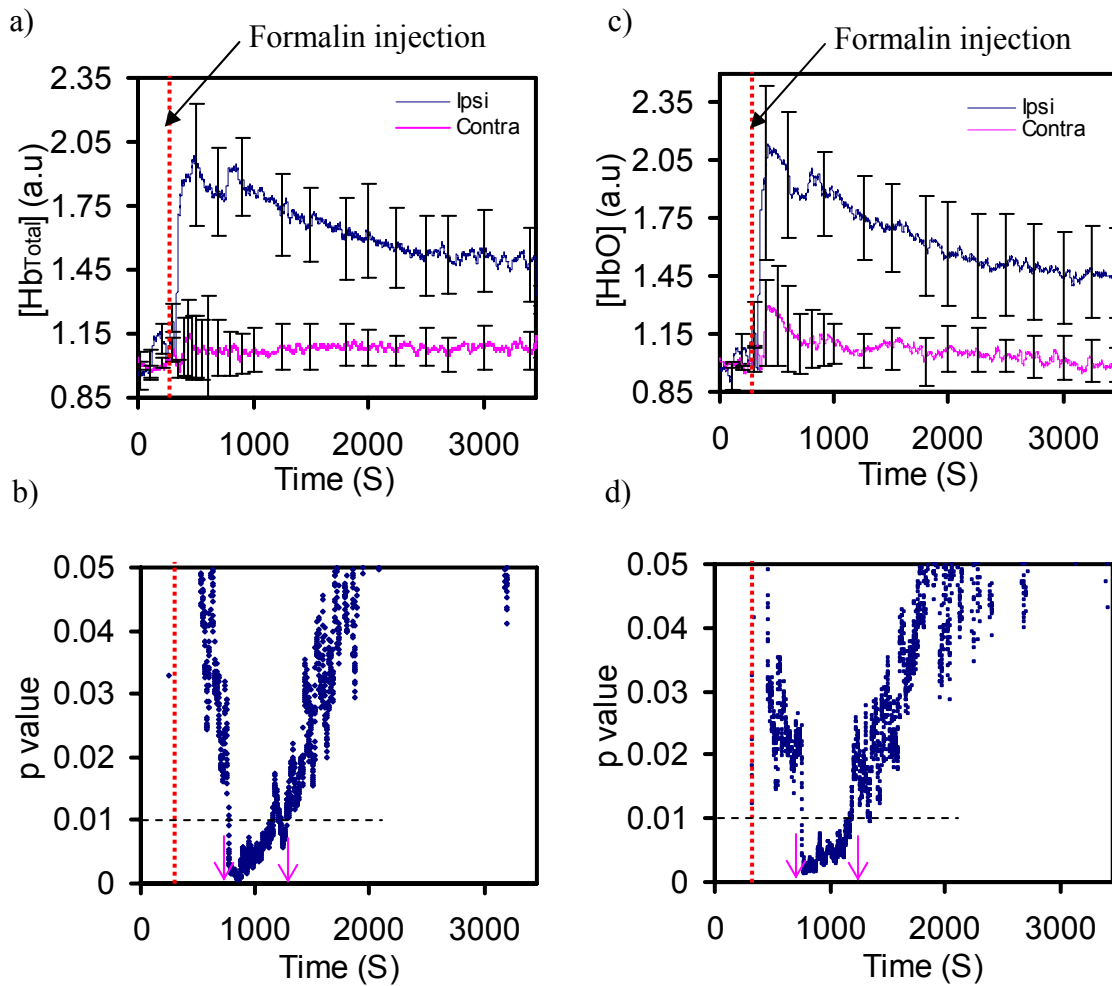 a)
Formalin injection
[HbTotal] (a.u)
2.35
2.05
1.75
1.45
1.15
0.85
Ipsi
Contra
0 1000 2000 3000
Time (S)
c)
Formalin injection
[HbO] (a.u)
2.35
2.05
1.75
1.45
1.15
0.85
Ipsi
Contra
0 1000 2000 3000
Time (S)
b)
p value
0.05
0.04
0.03
0.02
0.01
0
0 1000 2000 3000
Time (S)
d)
p value
0.05
0.04
0.03
0.02
0.01
0
0 1000 2000 3000
Time (S)